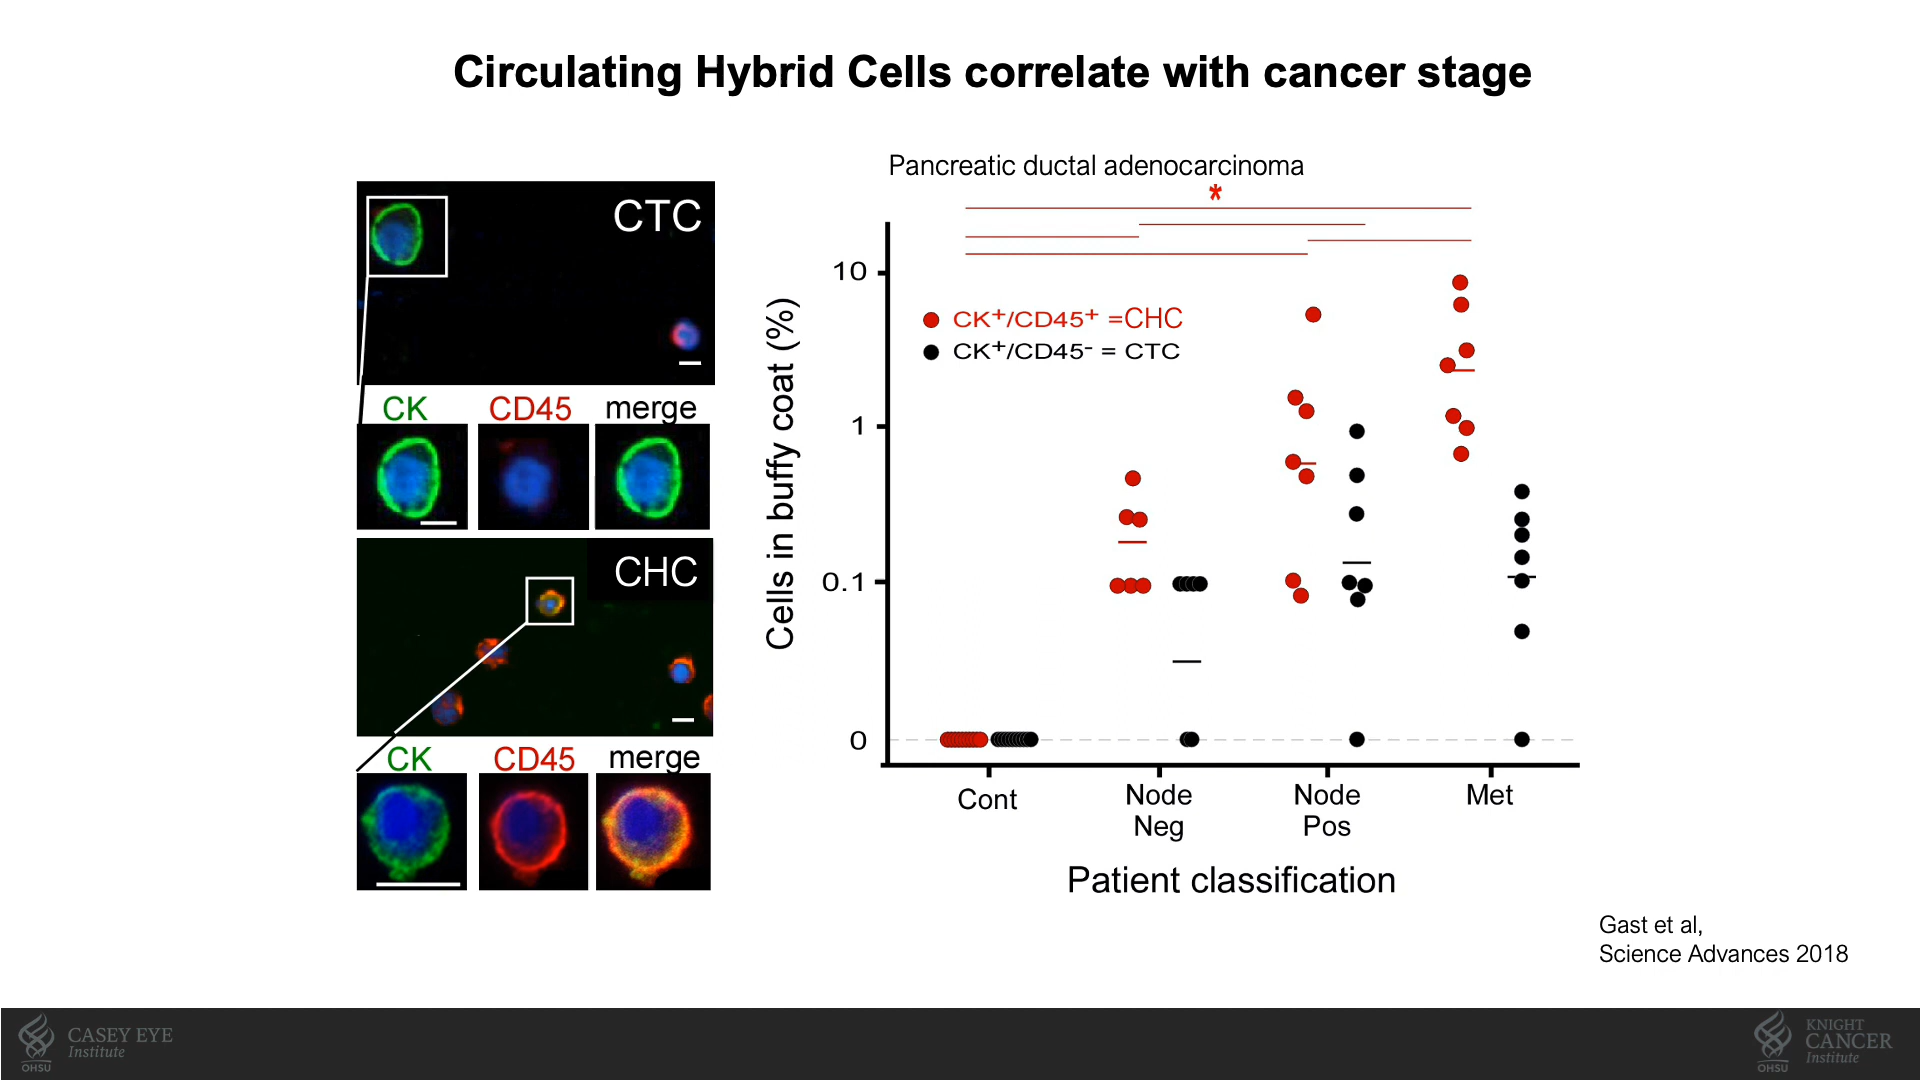 Circulating Hybrid Cells correlate with cancer stage
CTC
CK
CD45
merge
CHC
CK
CD45
merge
Pancreatic ductal adenocarcinoma
*
Cells in buffy coat (%)
10
1
0.1
0
CK⁺/CD45⁺ =CHC
CK⁺/CD45⁻ = CTC
Cont
Node
Neg
Node
Pos
Met
Patient classification
Gast et al,
Science Advances 2018
OHSU
CASEY EYE
Institute
OHSU
KNIGHT
CANCER
Institute